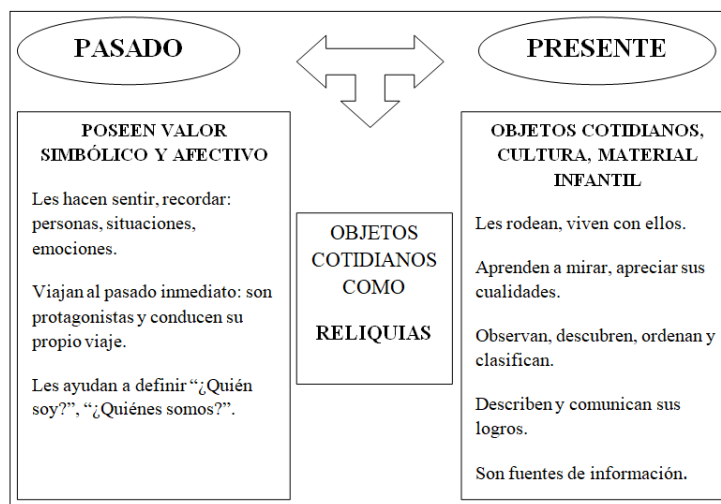 PASADO
PRESENTE
POSEEN VALOR
SIMBÓLICO Y AFECTIVO
Les hacen sentir, recordar:
personas, situaciones,
emociones.
Viajan al pasado inmediato: son
protagonistas y conducen su
propio viaje.
Les ayudan a definir “¿Quién
soy?”, “¿Quiénes somos?”.
OBJETOS
COTIDIANOS
COMO
RELIQUIAS
OBJETOS COTIDIANOS,
CULTURA, MATERIAL
INFANTIL
Les rodean, viven con ellos.
Aprenden a mirar, apreciar sus
cualidades.
Observan, descubren, ordenan y
clasifican.
Describen y comunican sus
logros.
Son fuentes de información.